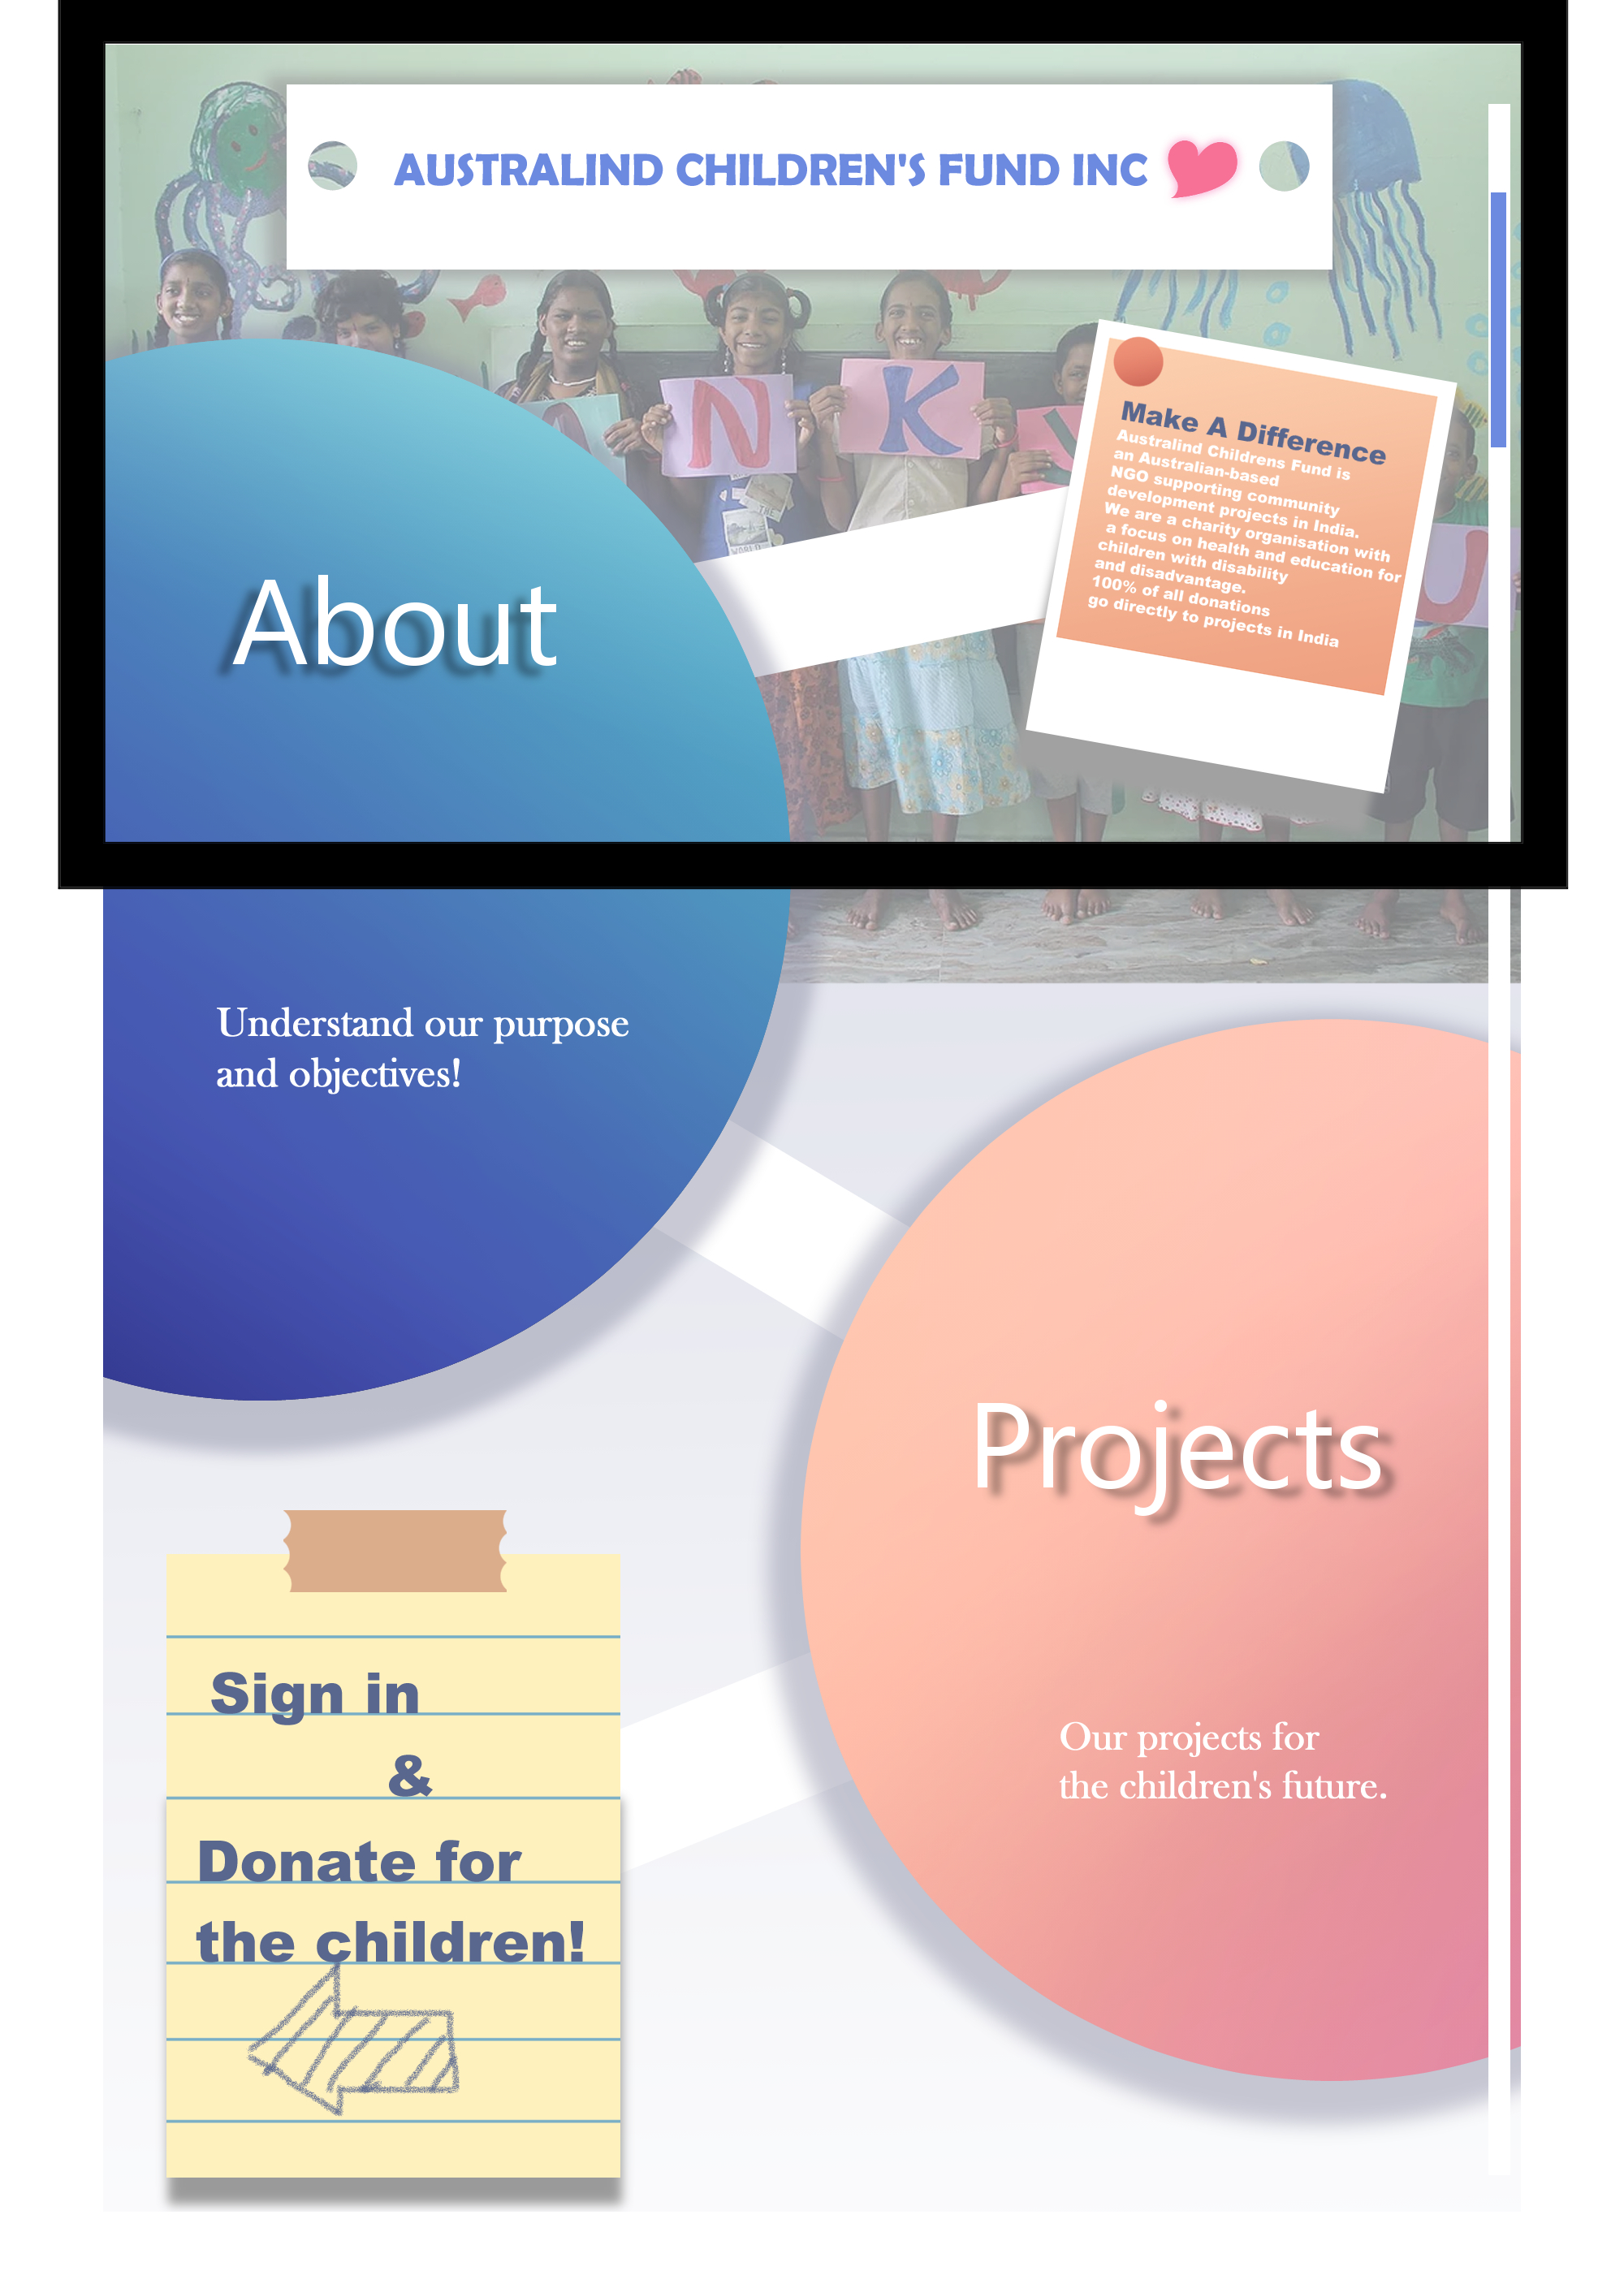 AUSTRALIND CHILDREN'S FUND INC
N
K
Make A Difference
Australind Childrens Fund is
an Australian-based
NGO supporting community
development projects in India.
We are a charity organisation with
a focus on health and education for
children with disability
and disadvantage.
100% of all donations
go directly to projects in India
U
About
Understand our purpose
and objectives!
Projects
Our projects for
the children's future.
Sign in
&
Donate for
the children!